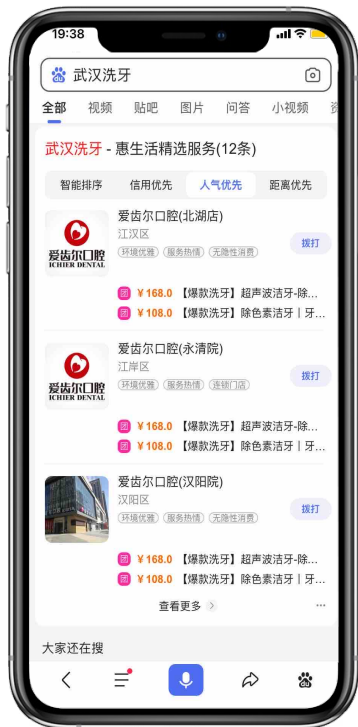 19:38
du 武汉洗牙
全部 视频 贴吧 图片 问答 小视频
武汉洗牙 - 惠生活精选服务(12条)
智能排序 信用优先 人气优先 距离优先
爱齿尔口腔(北湖店)
江汉区
环境优雅 服务热情 无隐性消费
拨打
爱齿尔口腔
ICHIER DENTAL
团 ¥168.0 【爆款洗牙】超声波洁牙-除...
团 ¥108.0 【爆款洗牙】除色素洁牙丨牙...
爱齿尔口腔(永清院)
江岸区
环境优雅 服务热情 连锁门店
拨打
爱齿尔口腔
ICHIER DENTAL
团 ¥168.0 【爆款洗牙】超声波洁牙-除...
团 ¥108.0 【爆款洗牙】除色素洁牙丨牙...
爱齿尔口腔(汉阳院)
汉阳区
环境优雅 服务热情 无隐性消费
拨打
团 ¥168.0 【爆款洗牙】超声波洁牙-除...
团 ¥108.0 【爆款洗牙】除色素洁牙丨牙...
查看更多 >
大家还在搜
du